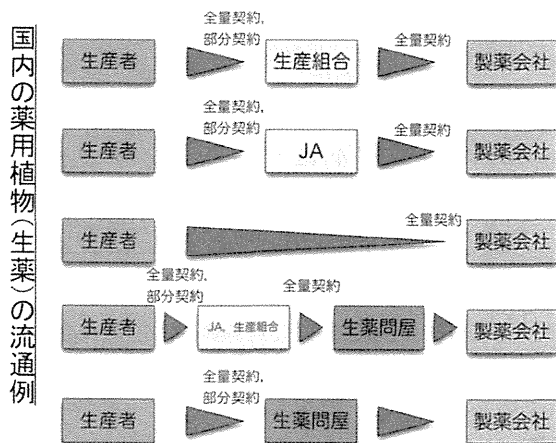 国内の薬用植物(生薬)の流通例
全量契約,
部分契約
全量契約
生産者
生産組合
製薬会社
全量契約,
部分契約
全量契約
生産者
JA
製薬会社
全量契約
生産者
製薬会社
全量契約,
部分契約
全量契約
生産者
JA, 生産組合
生薬問屋
製薬会社
全量契約,
部分契約
生産者
生薬問屋
製薬会社